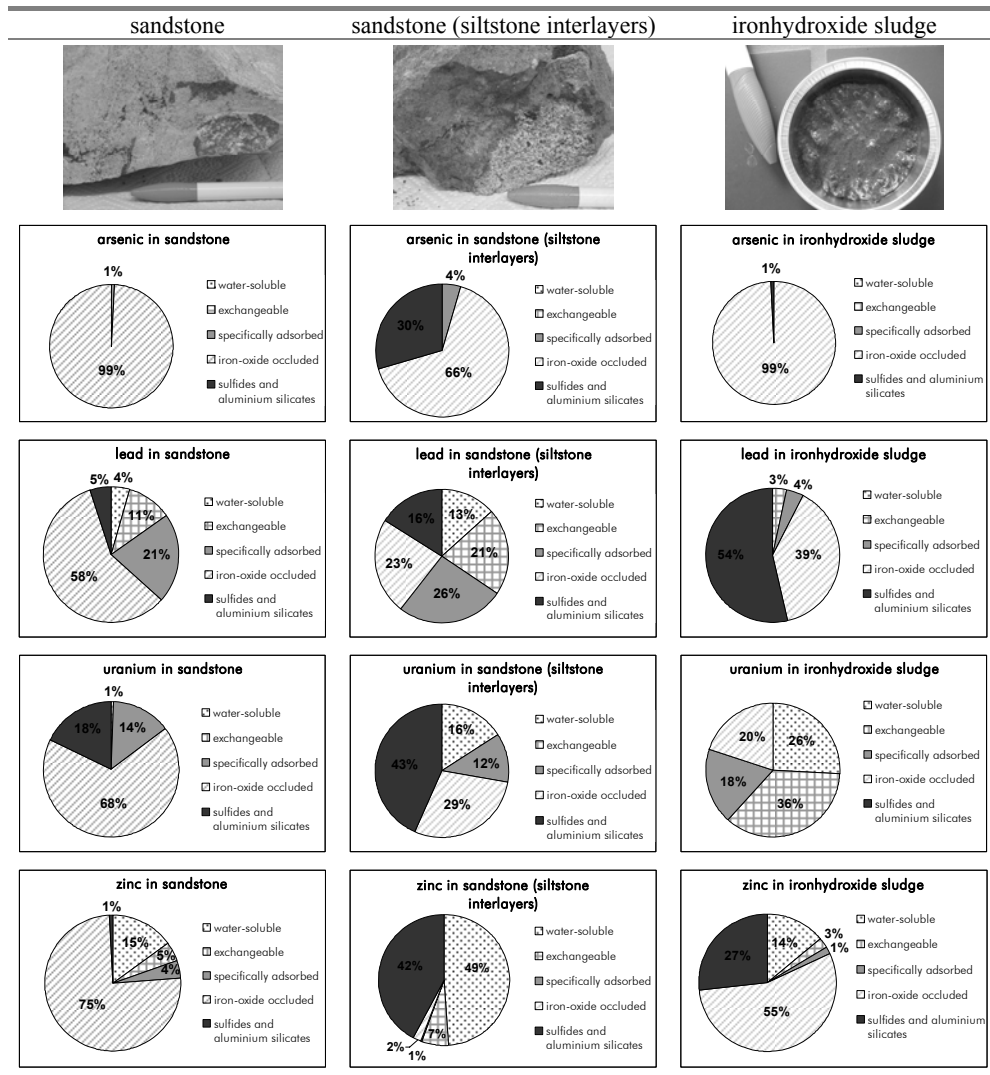 sandstone
sandstone (siltstone interlayers)
ironhydroxide sludge
arsenic in sandstone
1%
99%
water-soluble
exchangeable
specifically adsorbed
iron-oxide occluded
sulfides and
aluminium silicates
arsenic in sandstone (siltstone
interlayers)
4%
30%
66%
water-soluble
exchangeable
specifically adsorbed
iron-oxide occluded
sulfides and
aluminium silicates
arsenic in ironhydroxide sludge
1%
99%
water-soluble
exchangeable
specifically adsorbed
iron-oxide occluded
sulfides and aluminium
silicates
lead in sandstone
5% 4%
11%
21%
58%
water-soluble
exchangeable
specifically adsorbed
iron-oxide occluded
sulfides and
aluminium silicates
lead in sandstone (siltstone
interlayers)
16% 13%
21%
23%
26%
water-soluble
exchangeable
specifically adsorbed
iron-oxide occluded
sulfides and
aluminium silicates
lead in ironhydroxide sludge
3% 4%
54% 39%
water-soluble
exchangeable
specifically adsorbed
iron-oxide occluded
sulfides and
aluminium silicates
uranium in sandstone
1%
18% 14%
68%
water-soluble
exchangeable
specifically adsorbed
iron-oxide occluded
sulfides and
aluminium silicates
uranium in sandstone (siltstone
interlayers)
16%
43% 12%
29%
water-soluble
exchangeable
specifically adsorbed
iron-oxide occluded
sulfides and
aluminium silicates
uranium in ironhydroxide sludge
20% 26%
18%
36%
water-soluble
exchangeable
specifically adsorbed
iron-oxide occluded
sulfides and
aluminium silicates
zinc in sandstone
1%
15%
5%
4%
75%
water-soluble
exchangeable
specifically adsorbed
iron-oxide occluded
sulfides and
aluminium silicates
zinc in sandstone (siltstone
interlayers)
42% 49%
7%
2%
1%
water-soluble
exchangeable
specifically adsorbed
iron-oxide occluded
sulfides and
aluminium silicates
zinc in ironhydroxide sludge
27% 14% 3%
1%
55%
water-soluble
exchangeable
specifically adsorbed
iron-oxide occluded
sulfides and aluminium
silicates